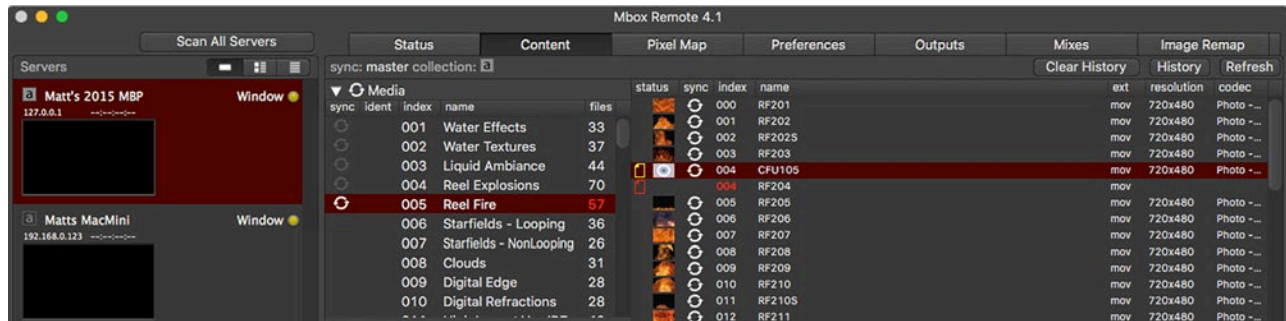 Mbox Remote 4.1
Scan All Servers
Status Content Pixel Map Preferences Outputs Mixes Image Remap
Servers
sync: master collection: a
Clear History History Refresh
a Matt's 2015 MBP Window
127.0.0.1 --:--:--:--
a Matts MacMini Window
192.168.0.123 --:--:--:--
Media
sync ident index name files
001 Water Effects 33
002 Water Textures 37
003 Liquid Ambiance 44
004 Reel Explosions 70
005 Reel Fire 57
006 Starfields - Looping 36
007 Starfields - NonLooping 26
008 Clouds 31
009 Digital Edge 28
010 Digital Refractions 28
status sync index name ext resolution codec
000 RF201 mov 720x480 Photo -...
001 RF202 mov 720x480 Photo -...
002 RF202S mov 720x480 Photo -...
003 RF203 mov 720x480 Photo -...
004 CFU105 mov 720x480 Photo -...
004 RF204 mov
005 RF205 mov 720x480 Photo -...
006 RF206 mov 720x480 Photo -...
007 RF207 mov 720x480 Photo -...
008 RF208 mov 720x480 Photo -...
009 RF209 mov 720x480 Photo -...
010 RF210 mov 720x480 Photo -...
011 RF210S mov 720x480 Photo -...
012 RF211 mov 720x480 Photo -...